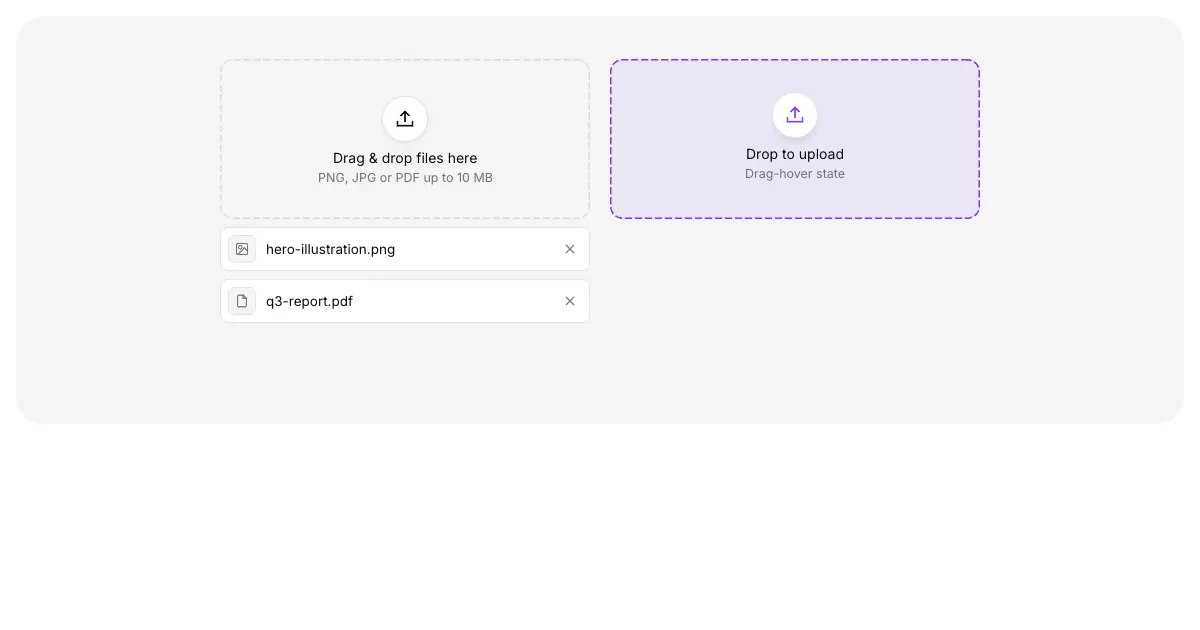 Drag & drop files here
PNG, JPG or PDF up to 10 MB
Drop to upload
Drag-hover state
hero-illustration.png
q3-report.pdf